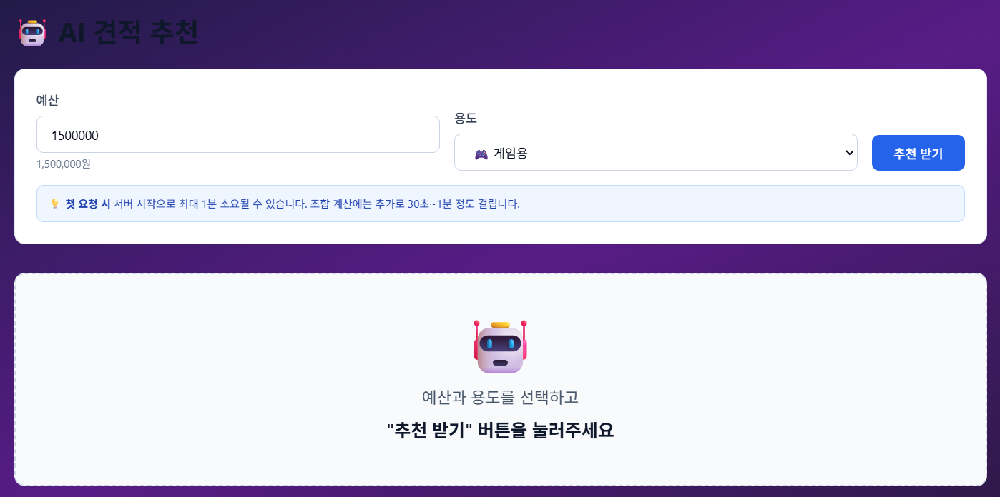 AI 견적 추천
예산
1500000
1,500,000원
용도
게임용
추천 받기
첫 요청 시 서버 시작으로 최대 1분 소요될 수 있습니다. 조합 계산에는 추가로 30초~1분 정도 걸립니다.
예산과 용도를 선택하고
"추천 받기" 버튼을 눌러주세요